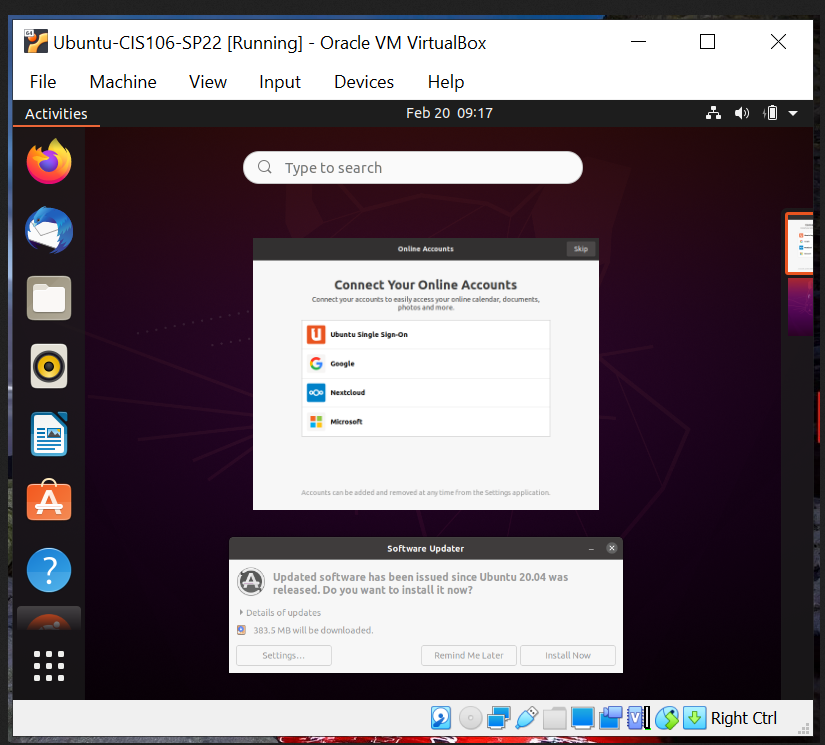 Ubuntu-CIS106-SP22 [Running] - Oracle VM VirtualBox
File Machine View Input Devices Help
Activities
Feb 20 09:17
Type to search
Online Accounts
Skip
Connect Your Online Accounts
Connect your accounts to easily access your online calendar, documents,
photos and more.
Ubuntu Single Sign-On
Google
Nextcloud
Microsoft
Accounts can be added and removed at any time from the Settings application.
Software Updater
Updated software has been issued since Ubuntu 20.04 was
released. Do you want to install it now?
Details of updates
383.5 MB will be downloaded.
Settings...
Remind Me Later
Install Now
Right Ctrl